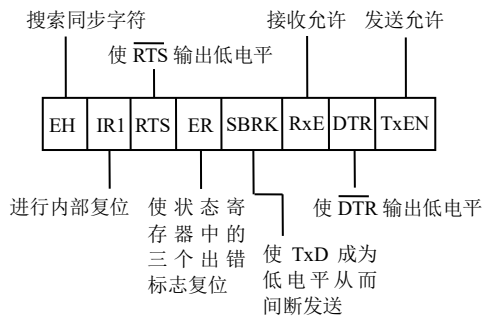 搜索同步字符
接收允许
发送允许
使 RTS 输出低电平
EH IR1 RTS ER SBRK RxE DTR TxEN
进行内部复位
使状态寄
存器中的
三个出错
标志复位
使 TxD 成为
低电平从而
间断发送
使 DTR 输出低电平